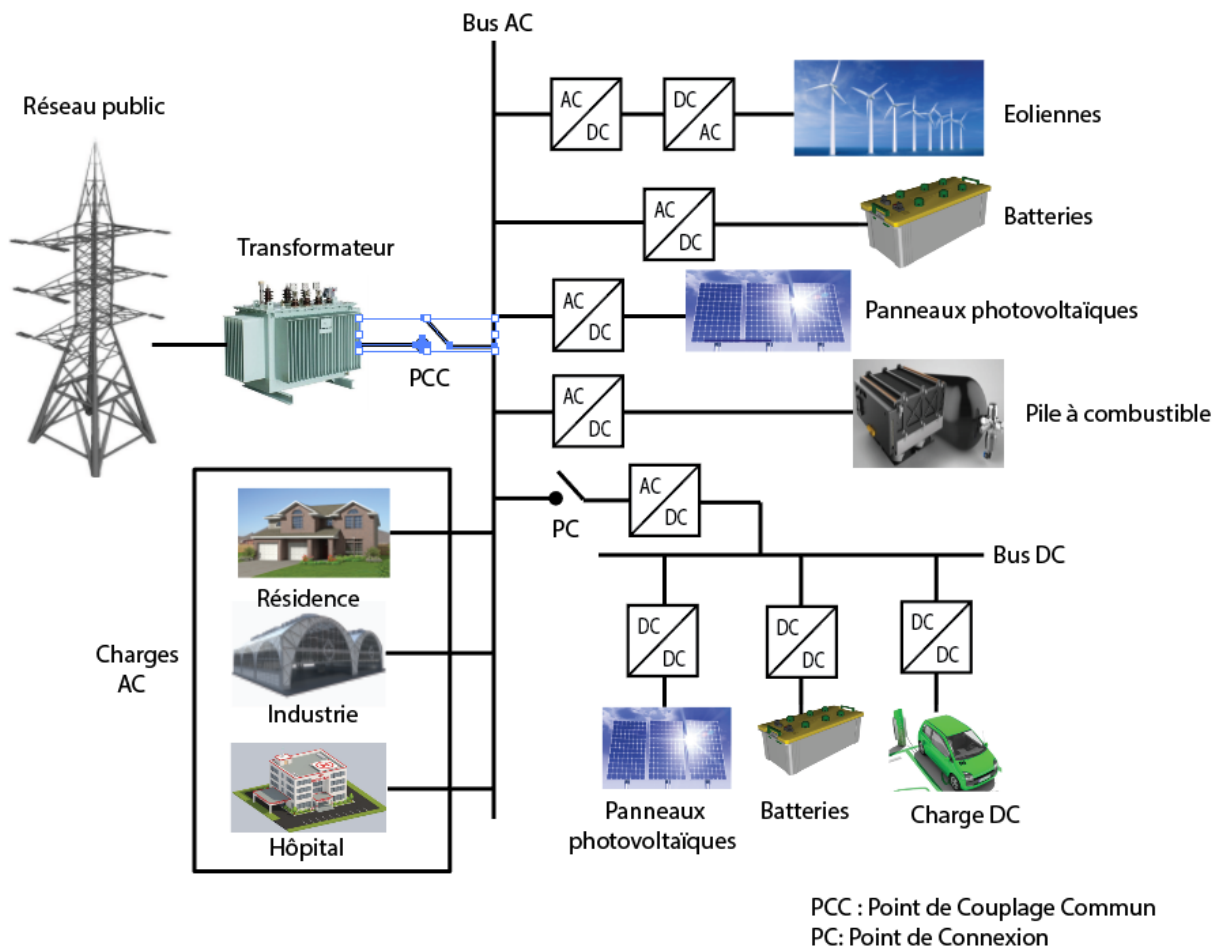 Bus AC
Réseau public
AC
DC
DC
AC
Eoliennes
AC
DC
Batteries
Transformateur
AC
DC
Panneaux photovoltaïques
PCC
AC
DC
Pile à combustible
AC
DC
PC
Bus DC
Résidence
DC
DC
DC
DC
DC
DC
Charges
AC
Industrie
Panneaux
photovoltaïques
Batteries
Charge DC
Hôpital
PCC : Point de Couplage Commun
PC: Point de Connexion